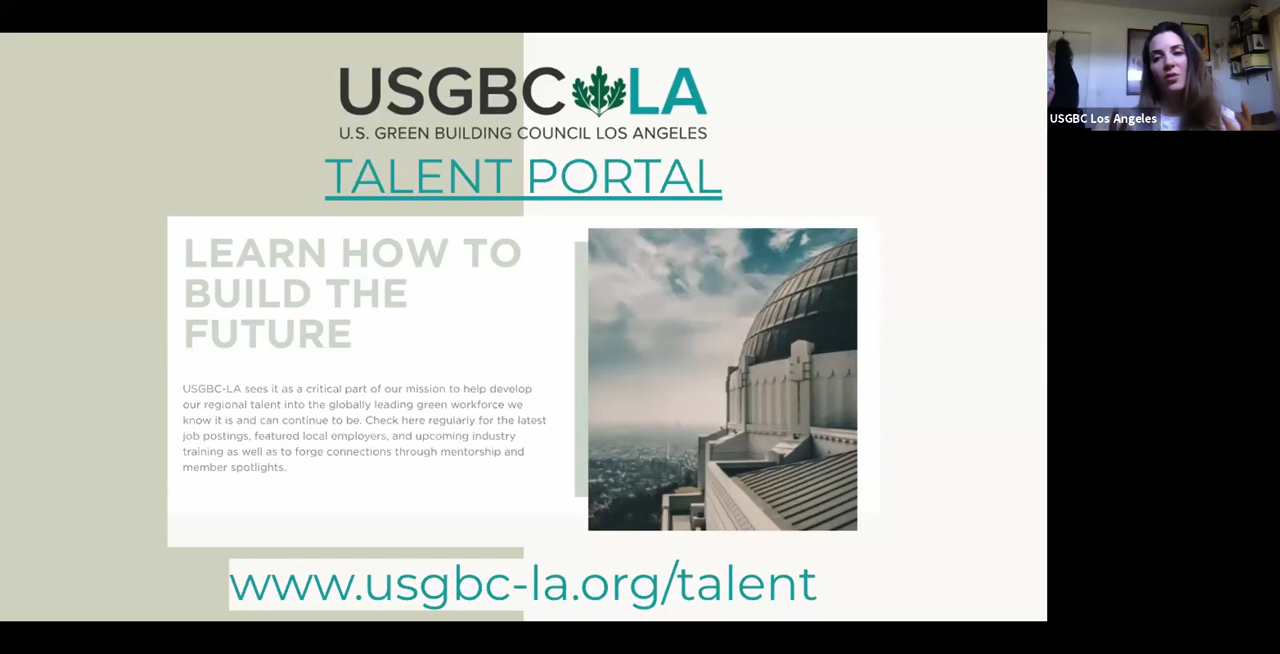 USGBC LA
U.S. GREEN BUILDING COUNCIL LOS ANGELES
TALENT PORTAL
LEARN HOW TO
BUILD THE
FUTURE
USGBC-LA sees it as a critical part of our mission to help develop
our regional talent into the globally leading green workforce we
know it is and can continue to be. Check here regularly for the latest
job postings, featured local employers, and upcoming industry
training as well as to forge connections through mentorship and
member spotlights.
www.usgbc-la.org/talent
USGBC Los Angeles